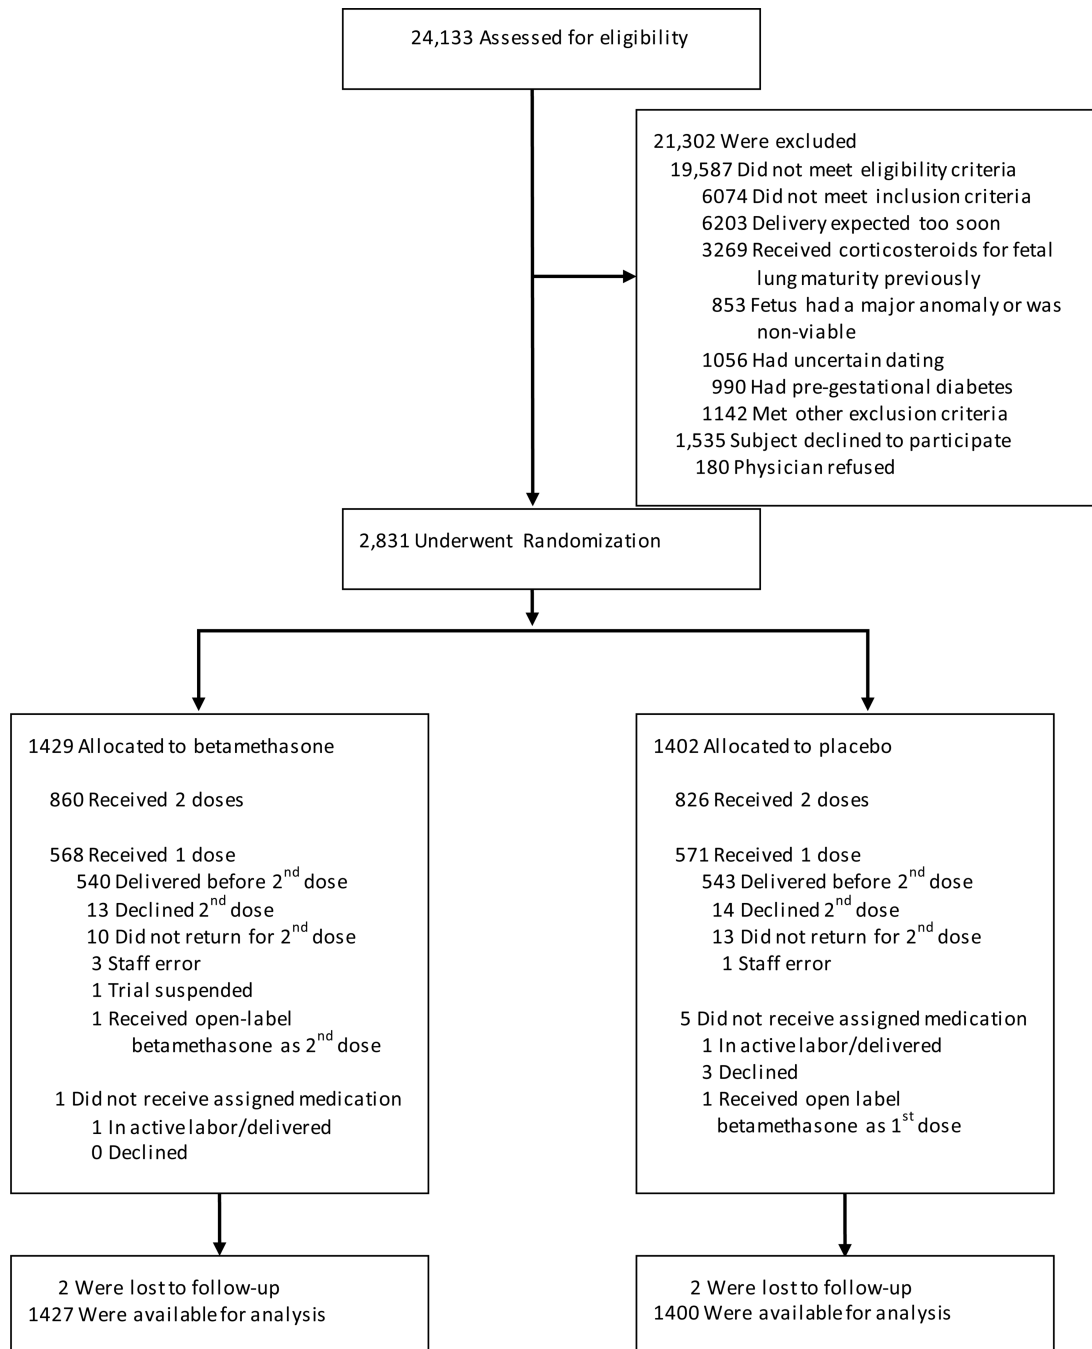 24,133 Assessed for eligibility
21,302 Were excluded
19,587 Did not meet eligibility criteria
6074 Did not meet inclusion criteria
6203 Delivery expected too soon
3269 Received corticosteroids for fetal
lung maturity previously
853 Fetus had a major anomaly or was
non-viable
1056 Had uncertain dating
990 Had pre-gestational diabetes
1142 Met other exclusion criteria
1,535 Subject declined to participate
180 Physician refused
2,831 Underwent Randomization
1429 Allocated to betamethasone
860 Received 2 doses
568 Received 1 dose
540 Delivered before 2nd dose
13 Declined 2nd dose
10 Did not return for 2nd dose
3 Staff error
1 Trial suspended
1 Received open-label
betamethasone as 2nd dose
1 Did not receive assigned medication
1 In active labor/delivered
0 Declined
1402 Allocated to placebo
826 Received 2 doses
571 Received 1 dose
543 Delivered before 2nd dose
14 Declined 2nd dose
13 Did not return for 2nd dose
1 Staff error
5 Did not receive assigned medication
1 In active labor/delivered
3 Declined
1 Received open label
betamethasone as 1st dose
2 Were lost to follow-up
1427 Were available for analysis
2 Were lost to follow-up
1400 Were available for analysis